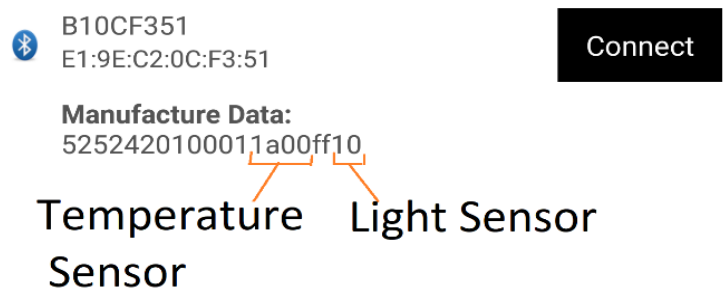 B10CF351
E1:9E:C2:0C:F3:51
Connect
Manufacture Data:
5252420100011a00ff10
Temperature
Sensor
Light Sensor